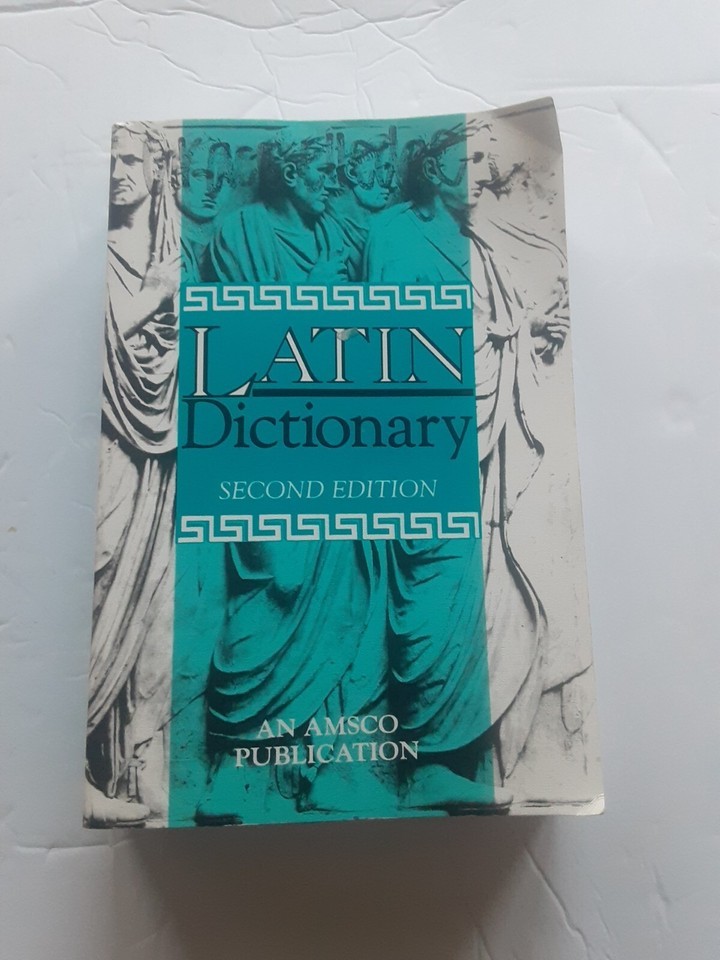 LATIN
Dictionary
SECOND EDITION
AN AMSCO
PUBLICATION